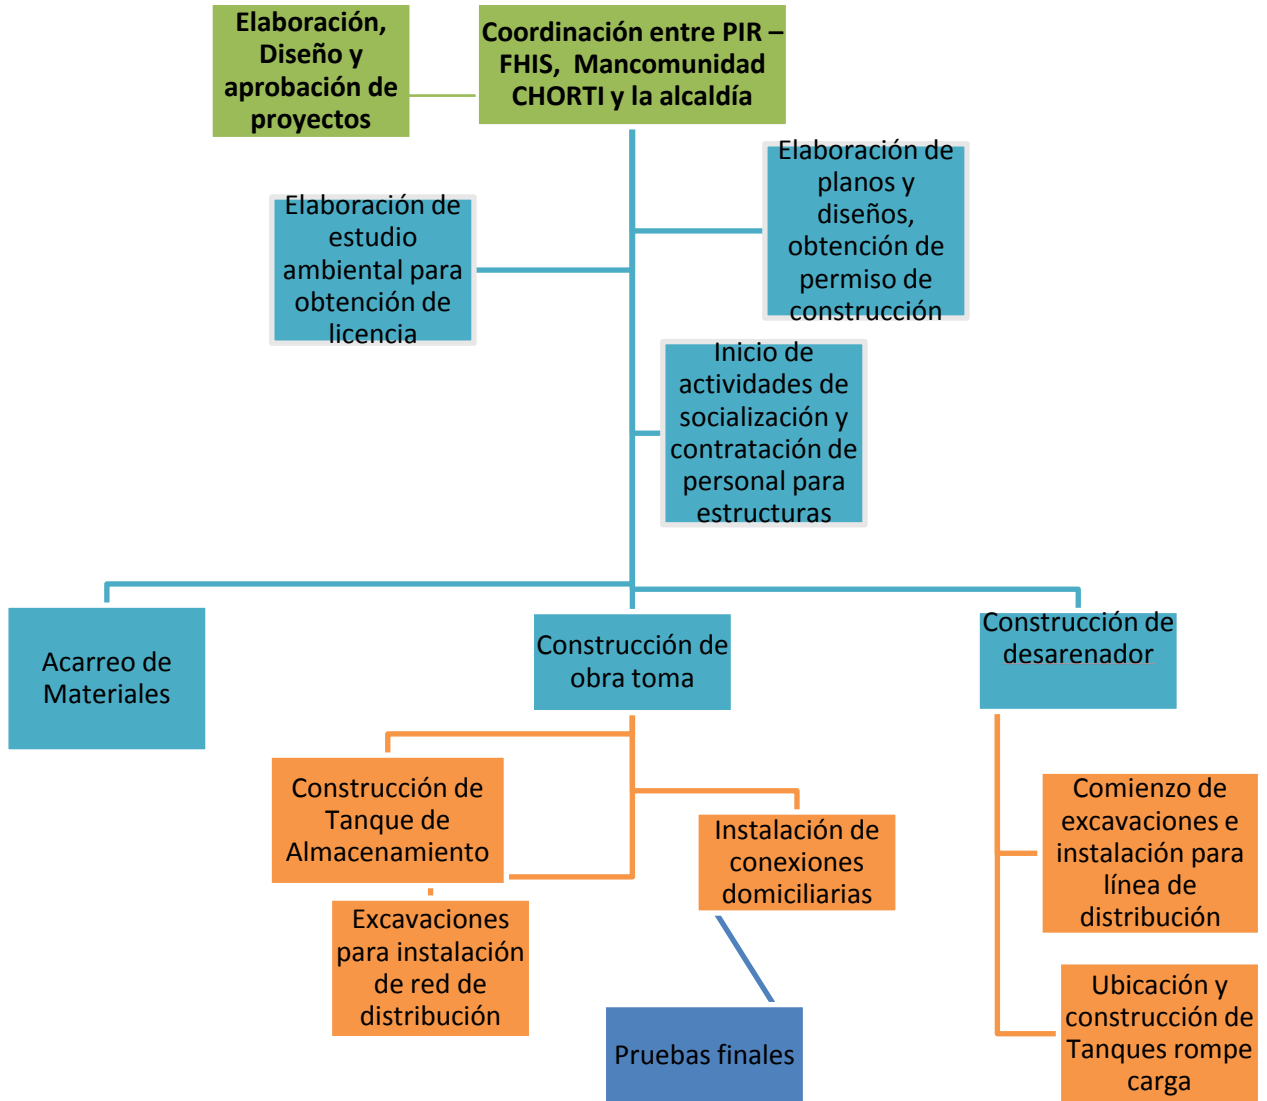 Elaboración,
Diseño y
aprobación de
proyectos
Coordinación entre PIR –
FHIS, Mancomunidad
CHORTI y la alcaldía
Elaboración de
planos y
diseños,
obtención de
permiso de
construcción
Elaboración de
estudio
ambiental para
obtención de
licencia
Inicio de
actividades de
socialización y
contratación de
personal para
estructuras
Acarreo de
Materiales
Construcción de
obra toma
Construcción de
desarenador
Construcción de
Tanque de
Almacenamiento
Instalación de
conexiones
domiciliarias
Comienzo de
excavaciones e
instalación para
línea de
distribución
Excavaciones
para instalación
de red de
distribución
Ubicación y
construcción de
Tanques rompe
carga
Pruebas finales